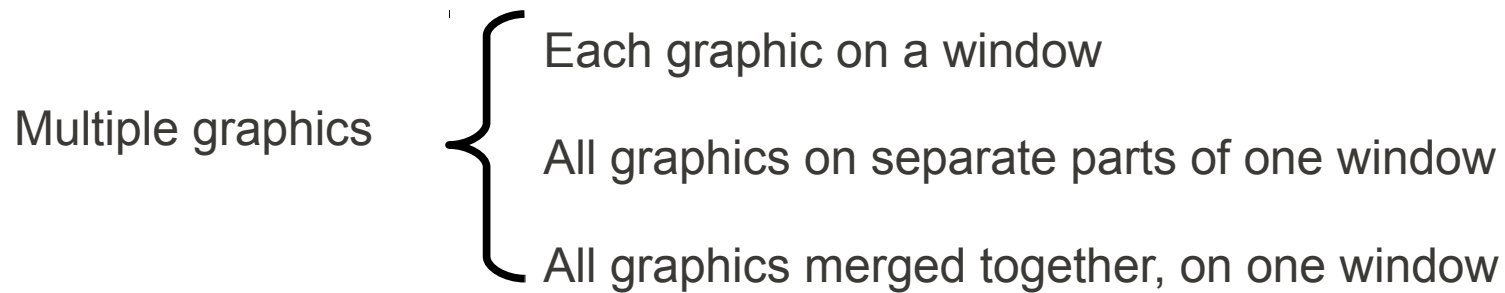 Multiple graphics
Each graphic on a window
All graphics on separate parts of one window
All graphics merged together, on one window